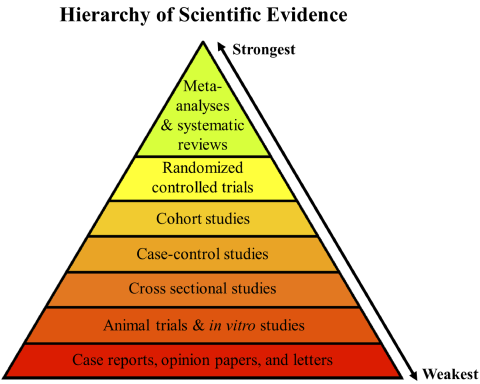 Hierarchy of Scientific Evidence
Strongest
Meta-
analyses
& systematic
reviews
Randomized
controlled trials
Cohort studies
Case-control studies
Cross sectional studies
Animal trials & in vitro studies
Case reports, opinion papers, and letters
Weakest